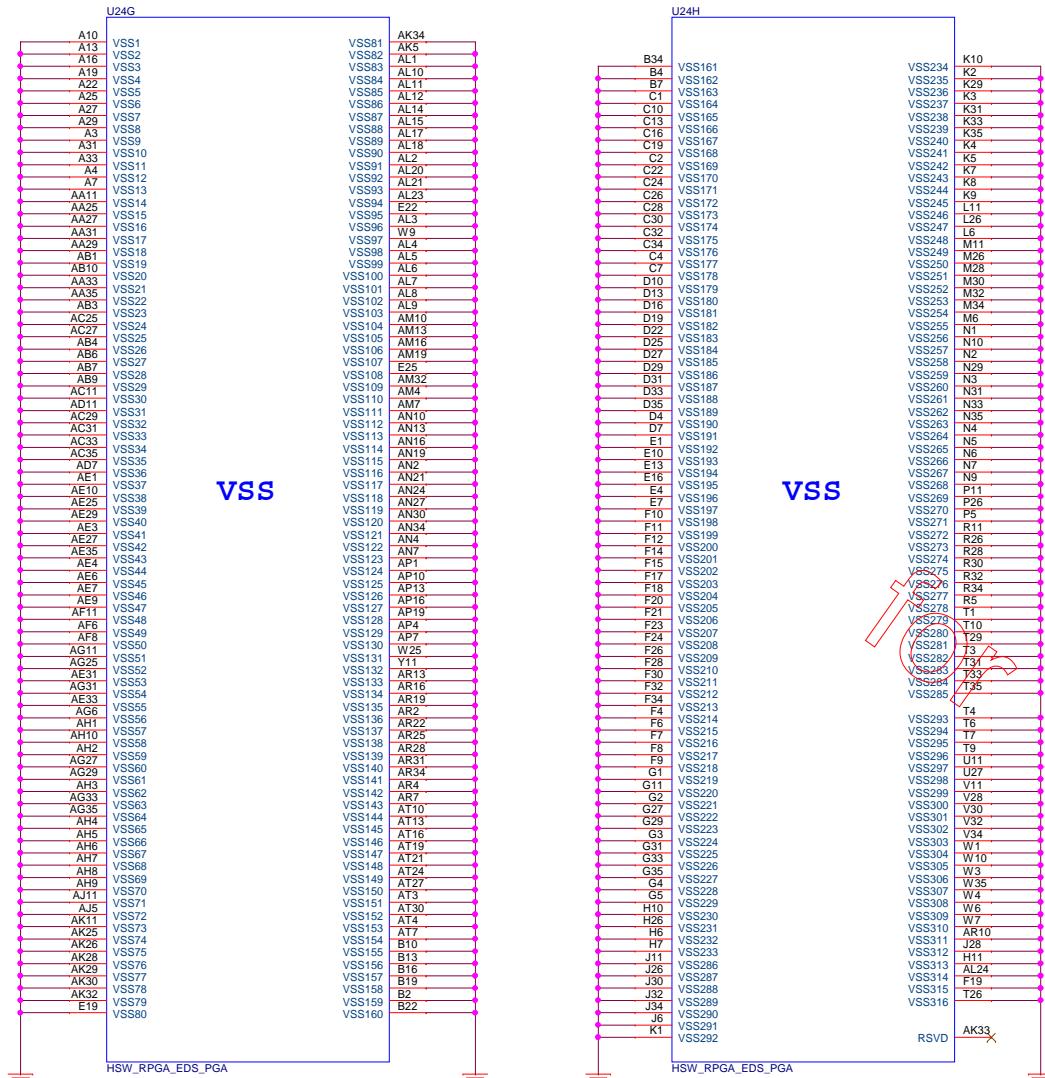 U24G
A10 VSS1 VSS81 AK34
A13 VSS2 VSS82 AK5
A16 VSS3 VSS83 AL1
A19 VSS4 VSS84 AL10
A22 VSS5 VSS85 AL11
A25 VSS6 VSS86 AL12
A27 VSS7 VSS87 AL14
A29 VSS8 VSS88 AL15
A3 VSS9 VSS89 AL17
A31 VSS10 VSS90 AL18
A33 VSS11 VSS91 AL2
A4 VSS12 VSS92 AL20
A7 VSS13 VSS93 AL21
AA11 VSS14 VSS94 AL23
AA25 VSS15 VSS95 E22
AA27 VSS16 VSS96 AL3
AA31 VSS17 VSS97 W9
AA29 VSS18 VSS98 AL4
AB1 VSS19 VSS99 AL5
AB10 VSS20 VSS100 AL6
AA33 VSS21 VSS101 AL7
AA35 VSS22 VSS102 AL8
AB3 VSS23 VSS103 AL9
AC25 VSS24 VSS104 AM10
AC27 VSS25 VSS105 AM13
AB4 VSS26 VSS106 AM16
AB6 VSS27 VSS107 AM19
AB7 VSS28 VSS108 E25
AB9 VSS29 VSS109 AM32
AC11 VSS30 VSS110 AM4
AD11 VSS31 VSS111 AM7
AC29 VSS32 VSS112 AN10
AC31 VSS33 VSS113 AN13
AC33 VSS34 VSS114 AN16
AC35 VSS35 VSS115 AN19
AD7 VSS36 VSS116 AN2
AE1 VSS37 VSS117 AN21
AE10 VSS38 VSS118 AN24
AE25 VSS39 VSS119 AN27
AE29 VSS40 VSS120 AN30
AE3 VSS41 VSS121 AN34
AE27 VSS42 VSS122 AN4
AE35 VSS43 VSS123 AN7
AE4 VSS44 VSS124 AP1
AE6 VSS45 VSS125 AP10
AE7 VSS46 VSS126 AP13
AE9 VSS47 VSS127 AP16
AF11 VSS48 VSS128 AP19
AF6 VSS49 VSS129 AP4
AF8 VSS50 VSS130 AP7
AG11 VSS51 VSS131 W25
AG25 VSS52 VSS132 Y11
AE31 VSS53 VSS133 AR13
AG31 VSS54 VSS134 AR16
AE33 VSS55 VSS135 AR19
AG6 VSS56 VSS136 AR2
AH1 VSS57 VSS137 AR22
AH10 VSS58 VSS138 AR25
AH2 VSS59 VSS139 AR28
AG27 VSS60 VSS140 AR31
AG29 VSS61 VSS141 AR34
AH3 VSS62 VSS142 AR4
AG33 VSS63 VSS143 AR7
AG35 VSS64 VSS144 AT10
AH4 VSS65 VSS145 AT13
AH5 VSS66 VSS146 AT16
AH6 VSS67 VSS147 AT19
AH7 VSS68 VSS148 AT21
AH8 VSS69 VSS149 AT24
AH9 VSS70 VSS150 AT27
AJ11 VSS71 VSS151 AT3
AJ5 VSS72 VSS152 AT30
AK11 VSS73 VSS153 AT4
AK25 VSS74 VSS154 AT7
AK26 VSS75 VSS155 B10
AK28 VSS76 VSS156 B13
AK29 VSS77 VSS157 B16
AK30 VSS78 VSS158 B19
AK32 VSS79 VSS159 B2
E19 VSS80 VSS160 B22
VSS
HSW_RPGA_EDS_PGA
U24H
B34 VSS161 VSS234 K10
B4 VSS162 VSS235 K2
B7 VSS163 VSS236 K29
C1 VSS164 VSS237 K3
C10 VSS165 VSS238 K31
C13 VSS166 VSS239 K33
C16 VSS167 VSS240 K35
C19 VSS168 VSS241 K4
C2 VSS169 VSS242 K5
C22 VSS170 VSS243 K7
C24 VSS171 VSS244 K8
C26 VSS172 VSS245 K9
C28 VSS173 VSS246 L11
C30 VSS174 VSS247 L26
C32 VSS175 VSS248 L6
C34 VSS176 VSS249 M11
C4 VSS177 VSS250 M26
C7 VSS178 VSS251 M28
D10 VSS179 VSS252 M30
D13 VSS180 VSS253 M32
D16 VSS181 VSS254 M34
D19 VSS182 VSS255 M6
D22 VSS183 VSS256 N1
D25 VSS184 VSS257 N10
D27 VSS185 VSS258 N2
D29 VSS186 VSS259 N29
D31 VSS187 VSS260 N3
D33 VSS188 VSS261 N31
D35 VSS189 VSS262 N33
D4 VSS190 VSS263 N35
D7 VSS191 VSS264 N4
E1 VSS192 VSS265 N5
E10 VSS193 VSS266 N6
E13 VSS194 VSS267 N7
E16 VSS195 VSS268 N9
E4 VSS196 VSS269 P11
E7 VSS197 VSS270 P26
F10 VSS198 VSS271 P5
F11 VSS199 VSS272 R11
F12 VSS200 VSS273 R26
F14 VSS201 VSS274 R28
F15 VSS202 VSS275 R30
F17 VSS203 VSS276 R32
F18 VSS204 VSS277 R34
F20 VSS205 VSS278 R5
F21 VSS206 VSS279 T1
F23 VSS207 VSS280 T10
F24 VSS208 VSS281 T29
F26 VSS209 VSS282 T3
F28 VSS210 VSS283 T31
F30 VSS211 VSS284 T33
F32 VSS212 VSS285 T35
F34 VSS213
F4 VSS214 VSS293 T4
F6 VSS215 VSS294 T6
F7 VSS216 VSS295 T7
F8 VSS217 VSS296 T9
F9 VSS218 VSS297 U11
G1 VSS219 VSS298 U27
G11 VSS220 VSS299 V11
G2 VSS221 VSS300 V28
G27 VSS222 VSS301 V30
G29 VSS223 VSS302 V32
G3 VSS224 VSS303 V34
G31 VSS225 VSS304 W1
G33 VSS226 VSS305 W10
G35 VSS227 VSS306 W3
G4 VSS228 VSS307 W35
G5 VSS229 VSS308 W4
H10 VSS230 VSS309 W6
H26 VSS231 VSS310 W7
H6 VSS232 VSS311 AR10
H7 VSS233 VSS312 J28
J11 VSS286 VSS313 H11
J26 VSS287 VSS314 AL24
J30 VSS288 VSS315 F19
J32 VSS289 VSS316 T26
J34 VSS290
J6 VSS291
K1 VSS292 RSVD AK33
VSS
HSW_RPGA_EDS_PGA